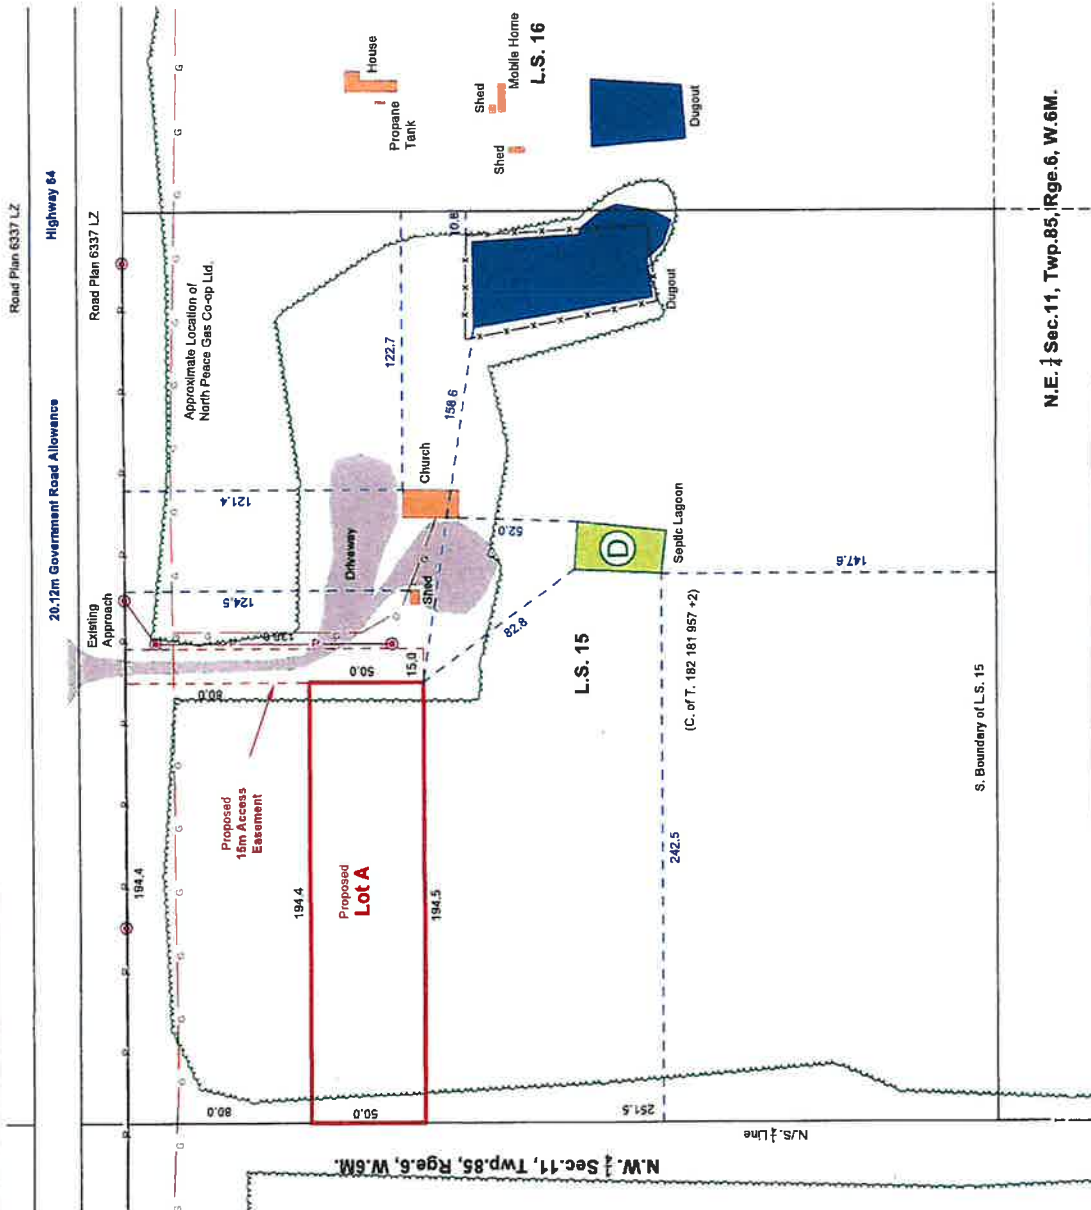 Road Plan 6337 LZ
Highway 64
20.12m Government Road Allowance
Road Plan 6337 LZ
Approximate Location of
North Peace Gas Co-op Ltd.
Existing
Approach
House
Propane
Tank
Shed
Mobile Home
L.S. 16
Shed
Dugout
10.8
122.7
158.6
Dugout
121.4
124.5
Driveway
Church
Shed
52.0
Septic Lagoon
D
147.6
82.8
L.S. 15
(C. of T. 182 181 957 +2)
50.0
15.0
80.0
Proposed
15m Access
Easement
194.4
194.4
Proposed
Lot A
194.5
242.5
S. Boundary of L.S. 15
80.0
50.0
251.5
N./S. ¼ Line
N.W. ¼ Sec.11, Twp.85, Rge.6, W.6M.
N.E. ¼ Sec.11, Twp.85, Rge.6, W.6M.